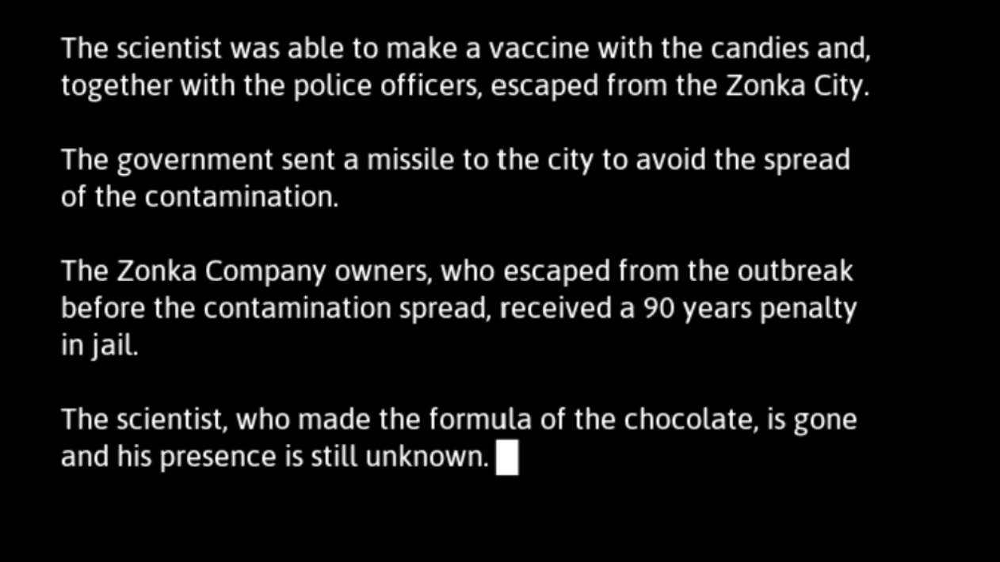 The scientist was able to make a vaccine with the candies and,
together with the police officers, escaped from the Zonka City.
The government sent a missile to the city to avoid the spread
of the contamination.
The Zonka Company owners, who escaped from the outbreak
before the contamination spread, received a 90 years penalty
in jail.
The scientist, who made the formula of the chocolate, is gone
and his presence is still unknown.